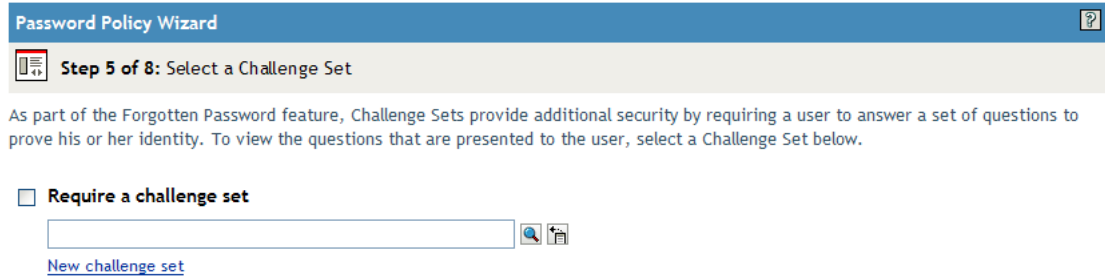 Password Policy Wizard
?
Step 5 of 8: Select a Challenge Set
As part of the Forgotten Password feature, Challenge Sets provide additional security by requiring a user to answer a set of questions to
prove his or her identity. To view the questions that are presented to the user, select a Challenge Set below.
Require a challenge set
New challenge set